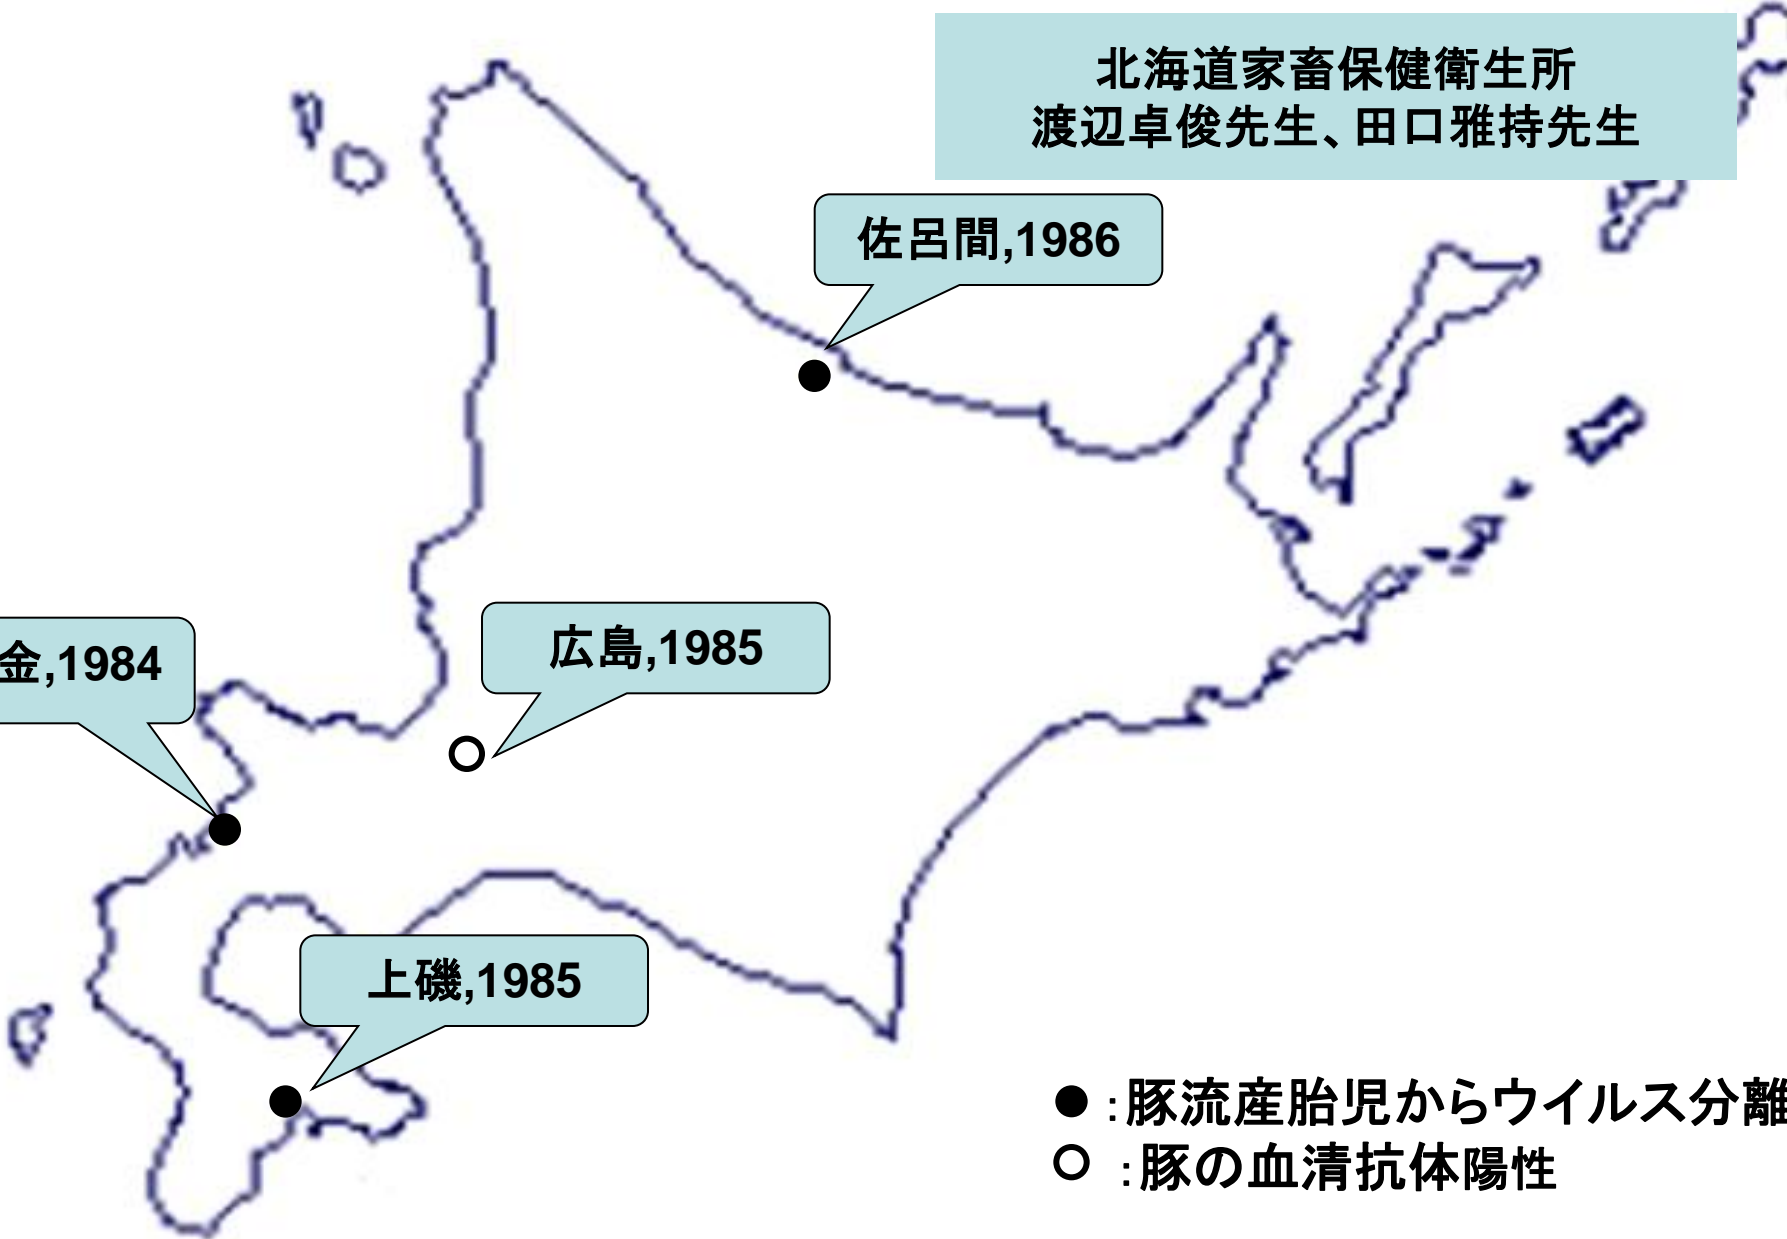 北海道家畜保健衛生所
渡辺卓俊先生、田口雅持先生
佐呂間,1986
広島,1985
金,1984
上磯,1985
● :豚流産胎児からウイルス分離
○ :豚の血清抗体陽性